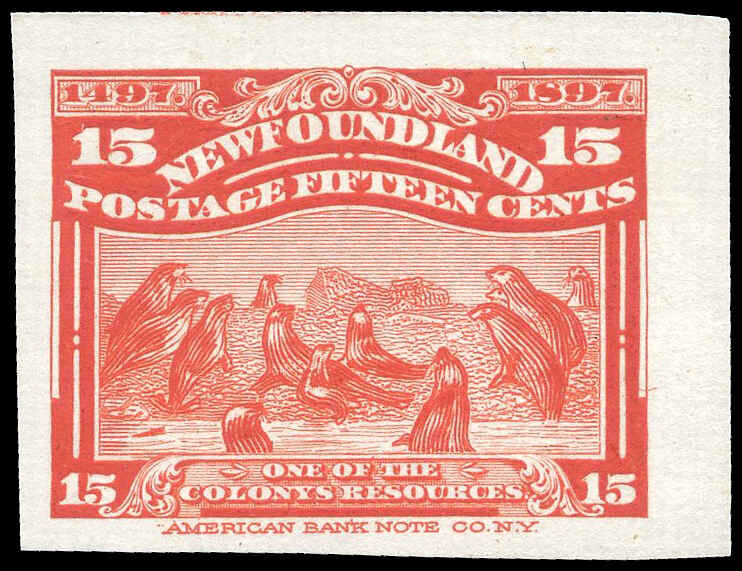 1497. 1897.
15 NEWFOUNDLAND 15
POSTAGE FIFTEEN CENTS
ONE OF THE
COLONYS RESOURCES
15 15
AMERICAN BANK NOTE CO. N.Y.